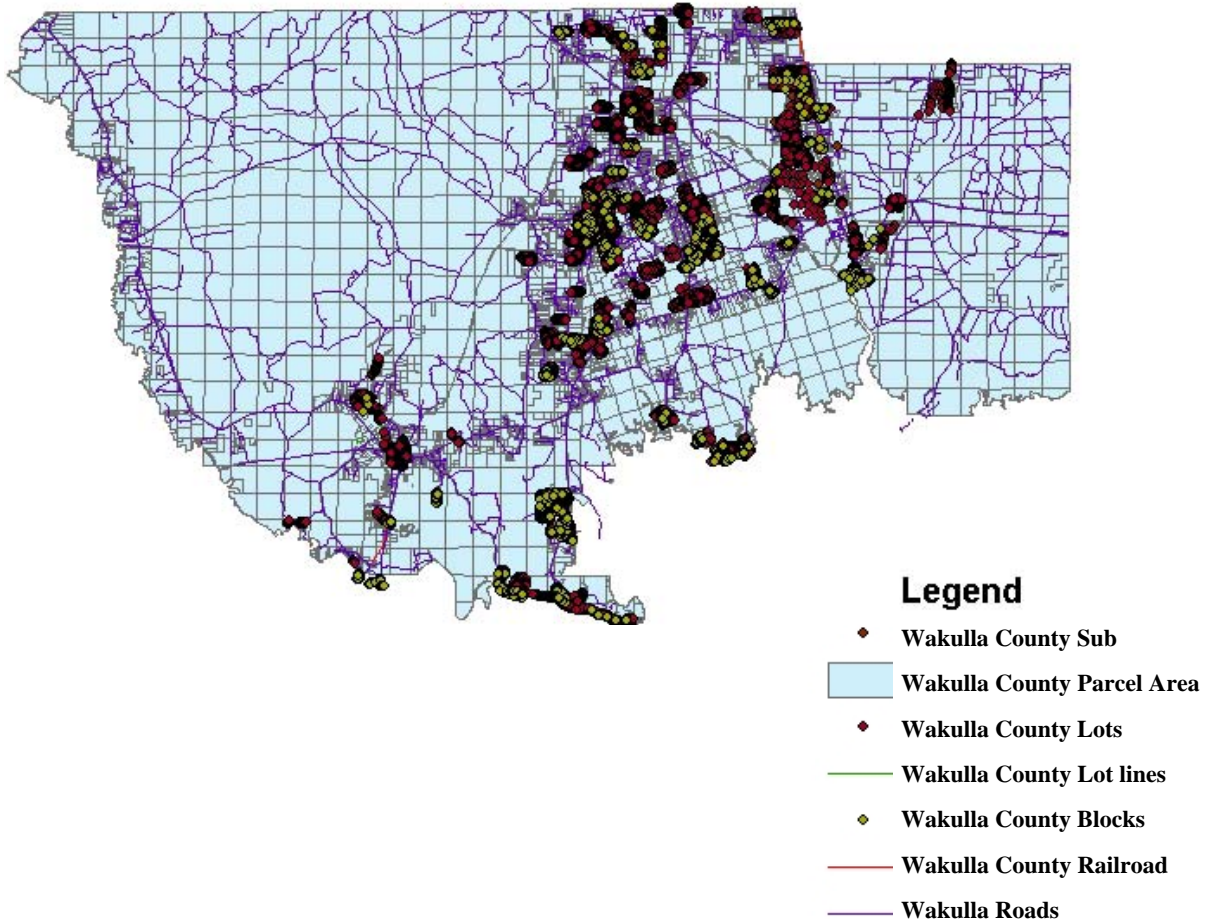 Legend
Wakulla County Sub
Wakulla County Parcel Area
Wakulla County Lots
Wakulla County Lot lines
Wakulla County Blocks
Wakulla County Railroad
Wakulla Roads